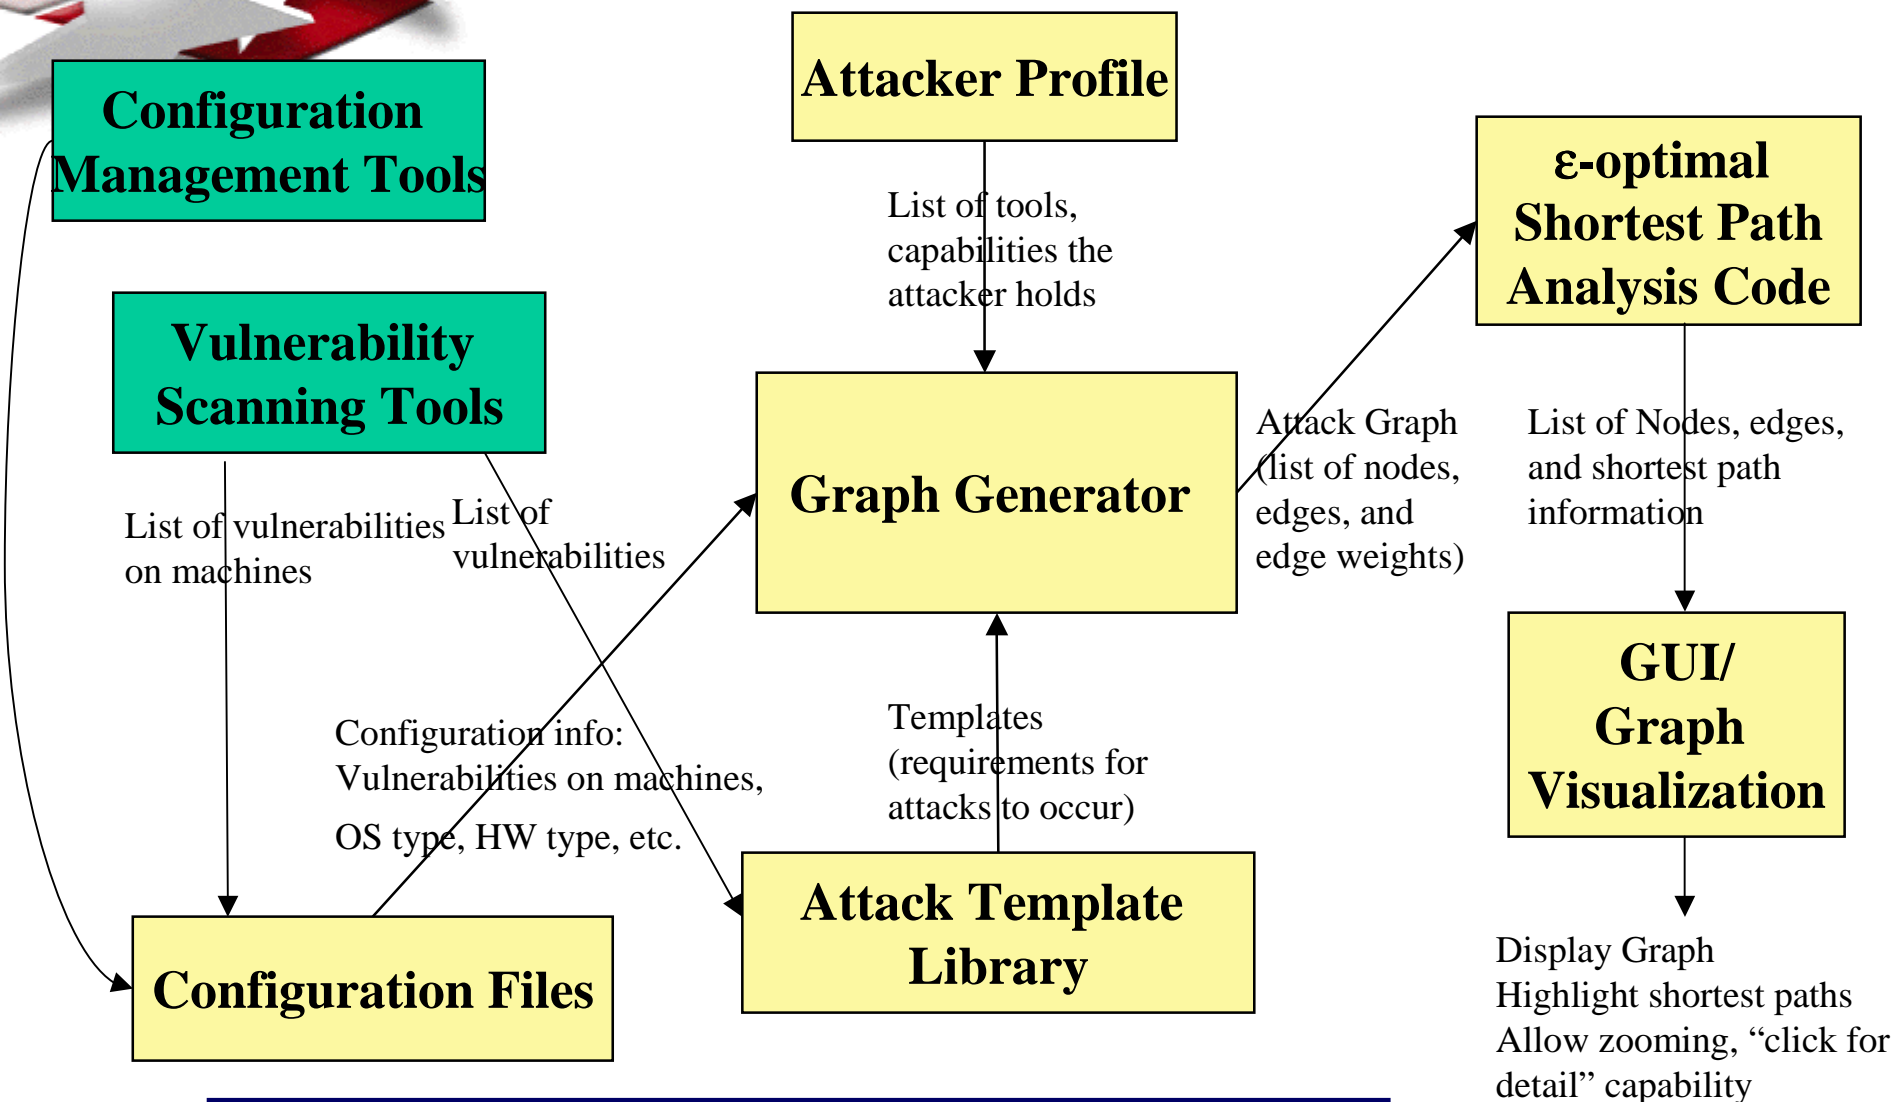 Configuration
Management Tools
Attacker Profile
ε-optimal
Shortest Path
Analysis Code
List of tools,
capabilities the
attacker holds
Vulnerability
Scanning Tools
Graph Generator
Attack Graph
(list of nodes,
edges, and
edge weights)
List of Nodes, edges,
and shortest path
information
List of vulnerabilities
on machines
List of
vulnerabilities
GUI/
Graph
Visualization
Configuration info:
Vulnerabilities on machines,
OS type, HW type, etc.
Templates
(requirements for
attacks to occur)
Configuration Files
Attack Template
Library
Display Graph
Highlight shortest paths
Allow zooming, “click for
detail” capability